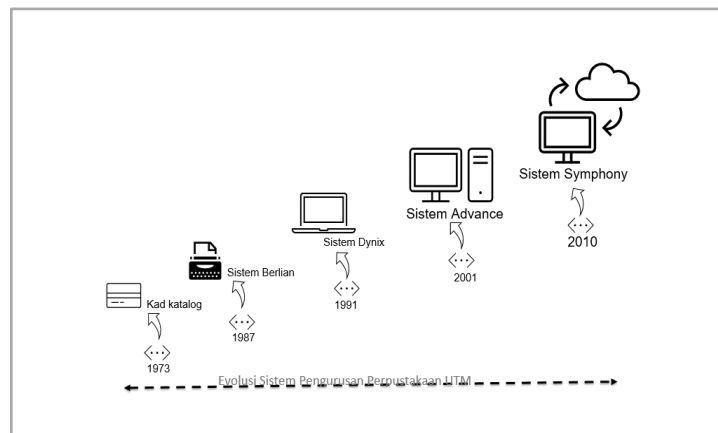 Sistem Symphony
2010
Sistem Advance
2001
Sistem Dynix
1991
Sistem Berlian
1987
Kad katalog
1973
Evolusi Sistem Pengurusan Perpustakaan UTM